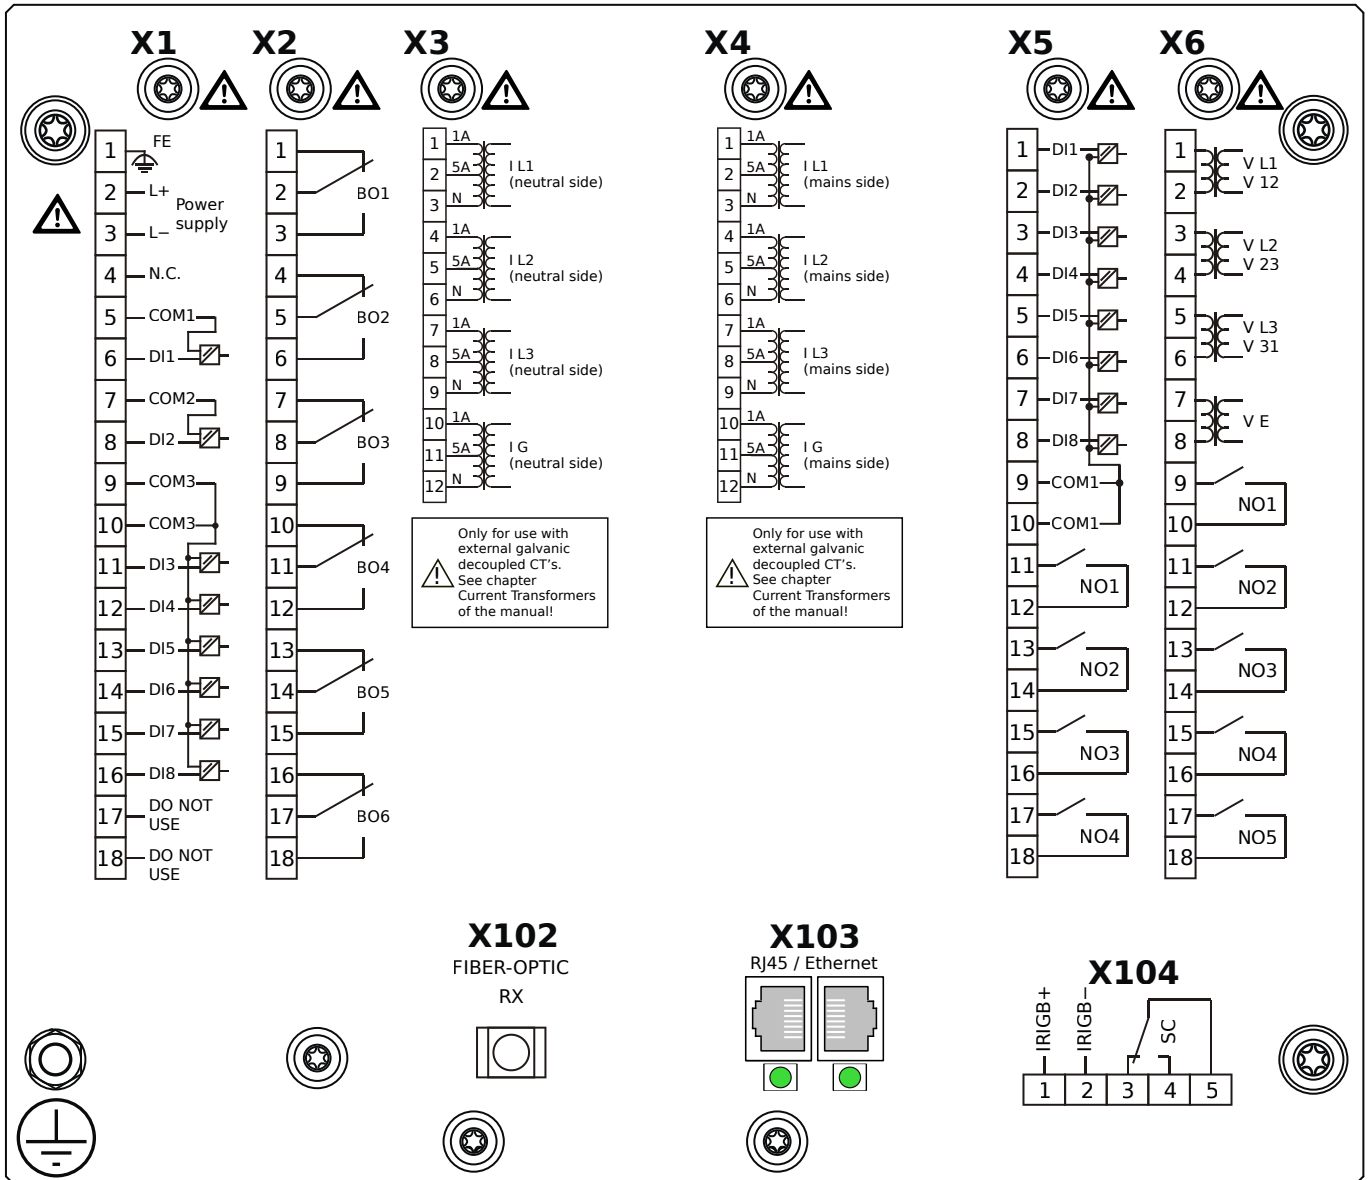 X1
X2
X3
X4
X5
X6
1
FE
2
L+
Power
supply
3
L−
4
N.C.
5
COM1
6
DI1
7
COM2
8
DI2
9
COM3
10
COM3
11
DI3
12
DI4
13
DI5
14
DI6
15
DI7
16
DI8
17
DO NOT
USE
18
DO NOT
USE
1
2
BO1
3
4
5
BO2
6
7
8
BO3
9
10
11
BO4
12
13
14
BO5
15
16
17
BO6
18
1
1A
2
5A
I L1
(neutral side)
3
N
4
1A
5
5A
I L2
(neutral side)
6
N
7
1A
8
5A
I L3
(neutral side)
9
N
10
1A
11
5A
I G
(neutral side)
12
N
Only for use with
external galvanic
decoupled CT's.
See chapter
Current Transformers
of the manual!
1
1A
2
5A
I L1
(mains side)
3
N
4
1A
5
5A
I L2
(mains side)
6
N
7
1A
8
5A
I L3
(mains side)
9
N
10
1A
11
5A
I G
(mains side)
12
N
Only for use with
external galvanic
decoupled CT's.
See chapter
Current Transformers
of the manual!
1
DI1
2
DI2
3
DI3
4
DI4
5
DI5
6
DI6
7
DI7
8
DI8
9
COM1
10
COM1
11
NO1
12
13
NO2
14
15
NO3
16
17
NO4
18
1
V L1
V 12
2
3
V L2
V 23
4
5
V L3
V 31
6
7
V E
8
9
NO1
10
11
NO2
12
13
NO3
14
15
NO4
16
17
NO5
18
X102
FIBER-OPTIC
RX
X103
RJ45 / Ethernet
X104
IRIGB+
IRIGB−
SC
1
2
3
4
5